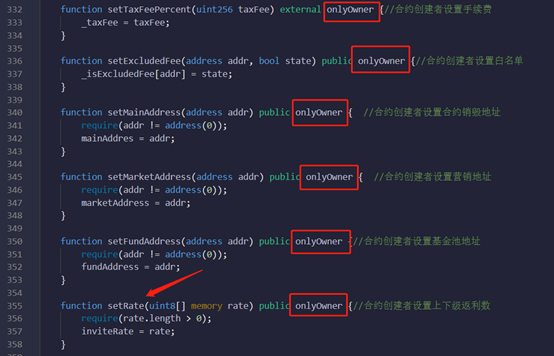 332 function setTaxFeePercent(uint256 taxFee) external onlyOwner {//合约创建者设置手续费
333 _taxFee = taxFee;
334 }
335
336 function setExcludedFee(address addr, bool state) public onlyOwner {//合约创建者设置白名单
337 _isExcludedFee[addr] = state;
338 }
339
340 function setMainAddress(address addr) public onlyOwner { //合约创建者设置合约销毁地址
341 require(addr != address(0));
342 mainAddres = addr;
343 }
344
345 function setMarketAddress(address addr) public onlyOwner { //合约创建者设置营销地址
346 require(addr != address(0));
347 marketAddress = addr;
348 }
349
350 function setFundAddress(address addr) public onlyOwner {//合约创建者设置基金池地址
351 require(addr != address(0));
352 fundAddress = addr;
353 }
354
355 function setRate(uint8[] memory rate) public onlyOwner {//合约创建者设置上下级返利数
356 require(rate.length > 0);
357 inviteRate = rate;
358 }